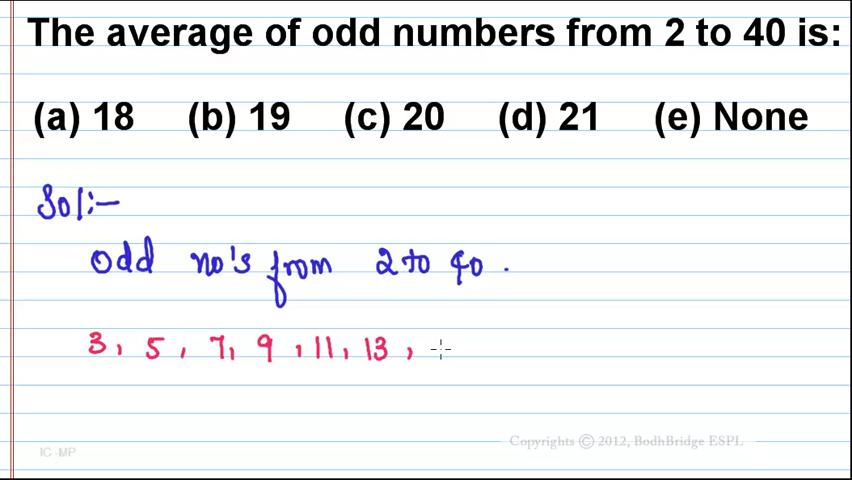 The average of odd numbers from 2 to 40 is:
(a) 18 (b) 19 (c) 20 (d) 21 (e) None
Sol:-
Odd no's from 2 to 40.
3, 5, 7, 9, 11, 13,
Copyrights © 2012, BodhBridge ESPL
IC -MP